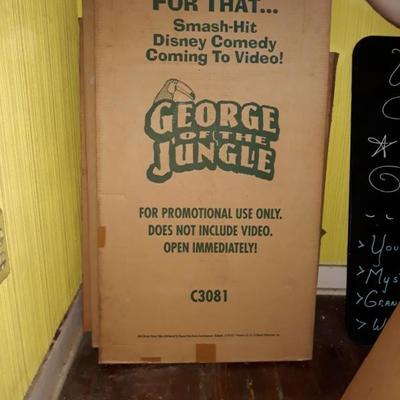 FOR THAT...
Smash-Hit
Disney Comedy
Coming To Video!
GEORGE
OF THE
JUNGLE
FOR PROMOTIONAL USE ONLY.
DOES NOT INCLUDE VIDEO.
OPEN IMMEDIATELY!
C3081
> You
> Myst
> Gran
> W